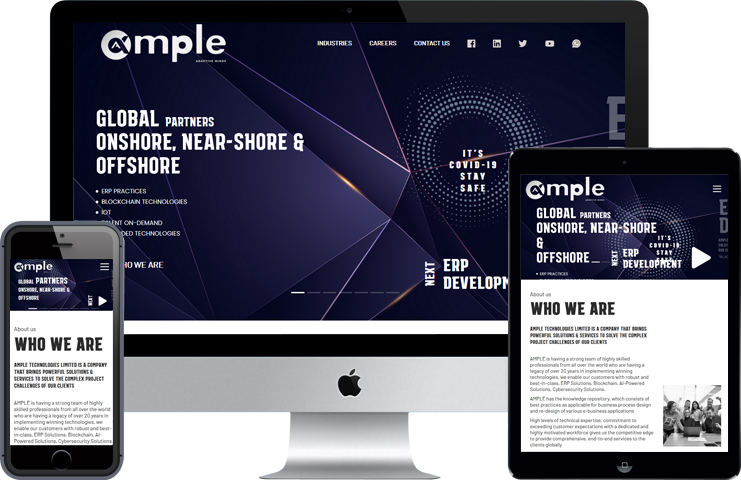 ample
ADAPTIVE MINDS
INDUSTRIES
CAREERS
CONTACT US
GLOBAL PARTNERS
ONSHORE, NEAR-SHORE &
OFFSHORE
ERP PRACTICES
BLOCKCHAIN TECHNOLOGIES
IOT
TALENT ON-DEMAND
TECHNOLOGIES
WHO WE ARE
IT'S
COVID-19
STAY
SAFE.
NEXT
ERP
DEVELOPM
ample
GLOBAL PARTNERS
ONSHORE, NEAR-SHORE &
OFFSHORE
NEXT
About us
WHO WE ARE
AMPLE TECHNOLOGIES LIMITED IS A COMPANY
THAT BRINGS POWERFUL SOLUTIONS &
SERVICES TO SOLVE THE COMPLEX PROJECT
CHALLENGES OF OUR CLIENTS
AMPLE is having a strong team of highly skilled
professionals from all over the world
who are having a legacy of over 20 years in
implementing winning technologies, we
enable our customers with robust and best-
in-class, ERP Solutions, Blockchain, AI-
Powered Solutions, Cybersecurity Solutions
ample
GLOBAL PARTNERS
ONSHORE, NEAR-SHORE
&
OFFSHORE
ERP PRACTICES
IT'S
COVID-19
STAY
NEXT
ERP
DEVELOPMENT
About us
WHO WE ARE
AMPLE TECHNOLOGIES LIMITED IS A COMPANY THAT BRINGS
POWERFUL SOLUTIONS & SERVICES TO SOLVE THE COMPLEX
PROJECT CHALLENGES OF OUR CLIENTS
AMPLE is having a strong team of highly skilled
professionals from all over the world who are having a
legacy of over 20 years in implementing winning
technologies, we enable our customers with robust and
best-in-class, ERP Solutions, Blockchain, AI-Powered
Solutions, Cybersecurity Solutions.
AMPLE has the knowledge repository, which consists of
best practices as applicable for business process design
and re-design of various e-business applications
High levels of technical expertise, commitment to
exceeding customer expectations with a dedicated and
highly motivated workforce gives us the competitive edge
to provide comprehensive, end-to-end services to the
clients globally